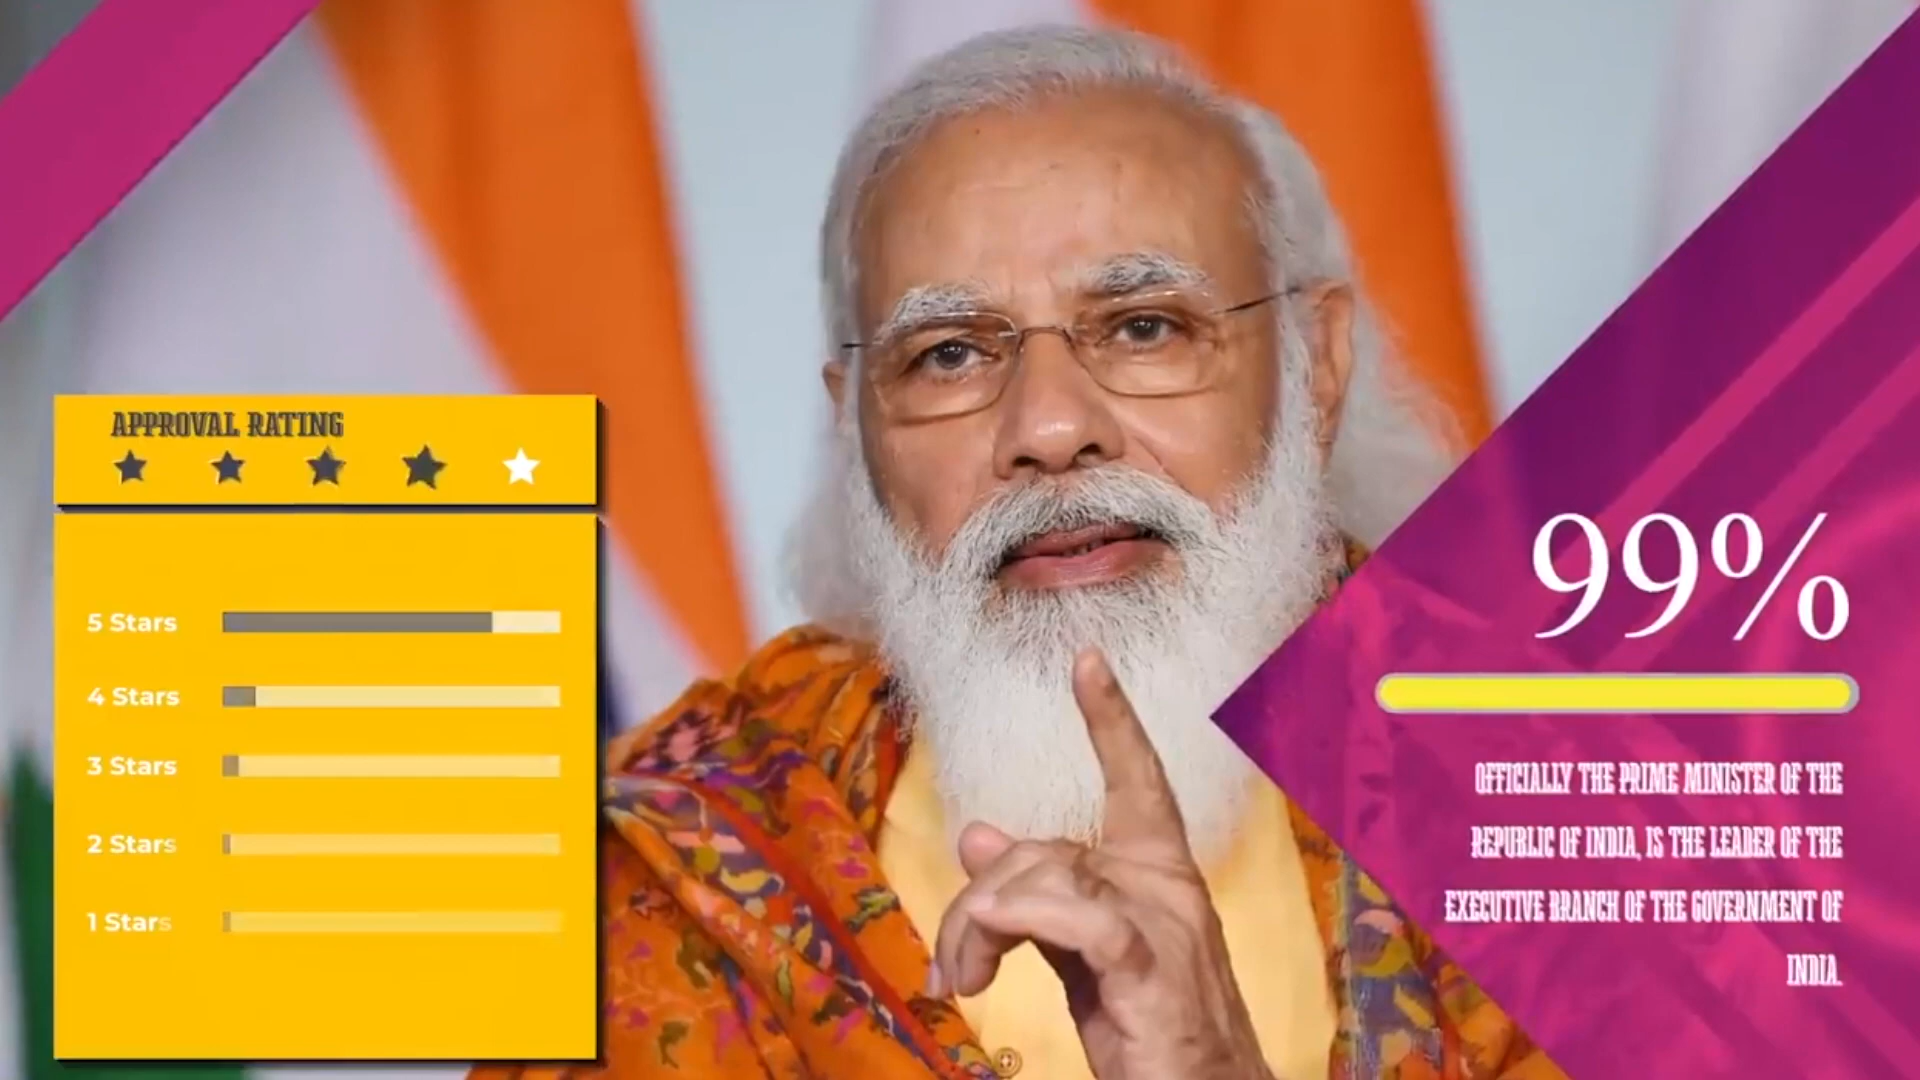 APPROVAL RATING
5 Stars
4 Stars
3 Stars
2 Stars
1 Stars
99%
OFFICIALLY THE PRIME MINISTER OF THE
REPUBLIC OF INDIA, IS THE LEADER OF THE
EXECUTIVE BRANCH OF THE GOVERNMENT OF
INDIA.